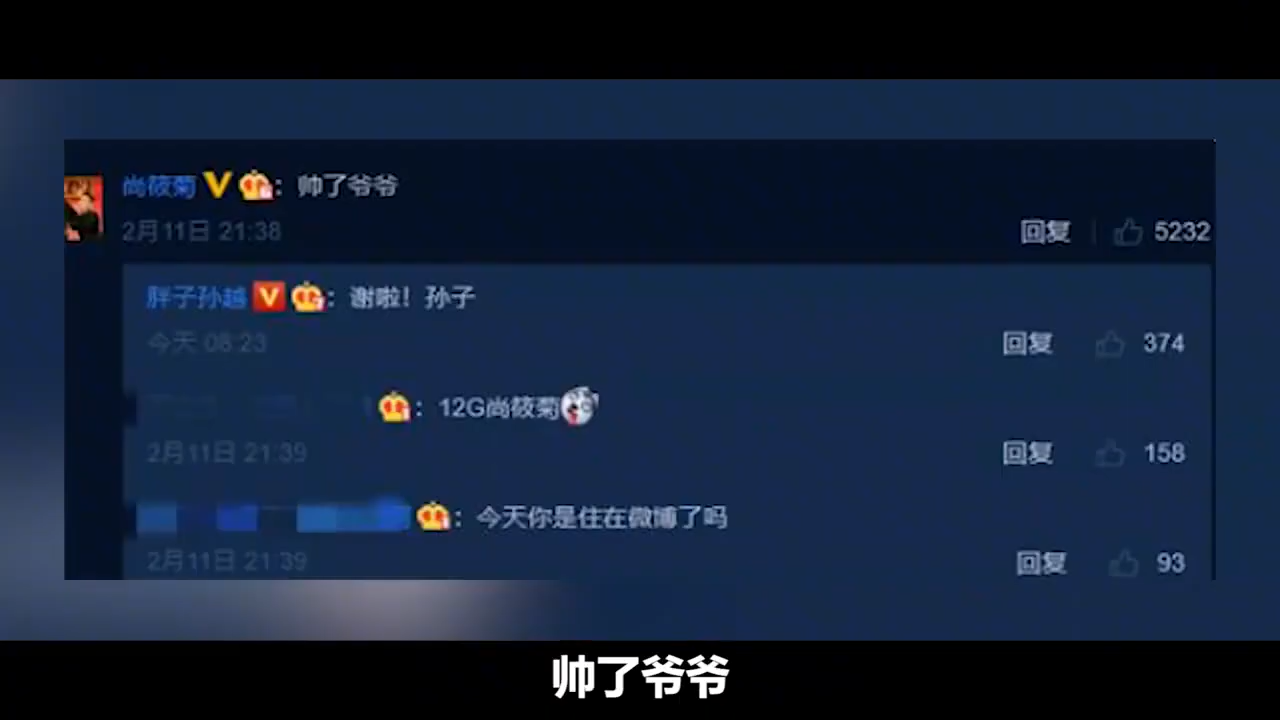 尚筱菊 V : 帅了爷爷
2月11日 21:38
回复 | 5232
胖子孙越 V : 谢啦！孙子
今天 08:23
回复 374
: 12G尚筱菊
2月11日 21:39
回复 158
: 今天你是住在微博了吗
2月11日 21:39
回复 93
帅了爷爷